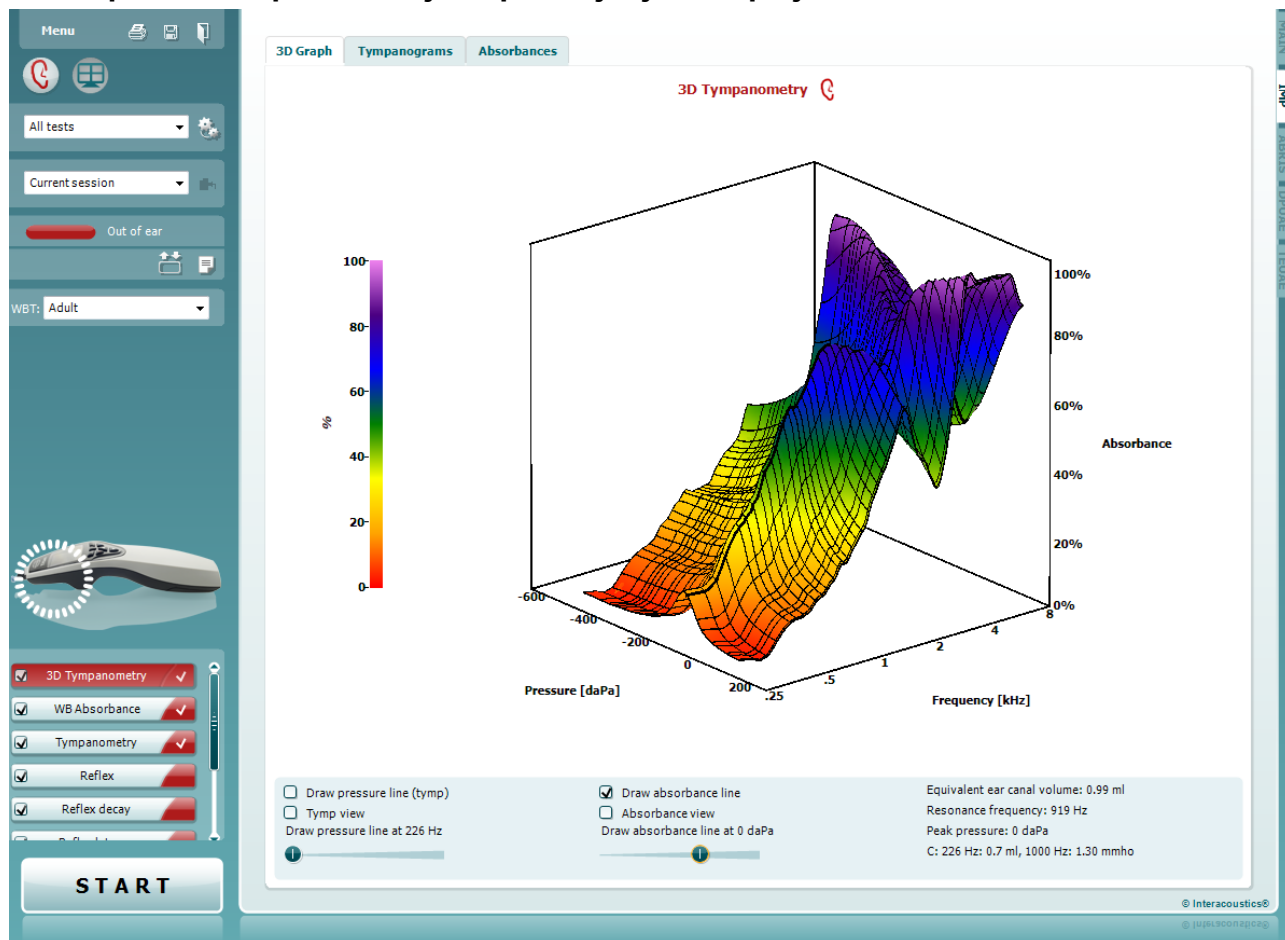 Menu
All tests
Current session
Out of ear
WBT: Adult
3D Tympanometry
WB Absorbance
Tympanometry
Reflex
Reflex decay
START
3D Graph Tympanograms Absorbances
3D Tympanometry
100
80
60
40
20
0
%
100%
80%
60%
40%
20%
0%
Absorbance
-600
-400
-200
0
200
Pressure [daPa]
.25
.5
1
2
4
8
Frequency [kHz]
Draw pressure line (tymp)
Tymp view
Draw pressure line at 226 Hz
Draw absorbance line
Absorbance view
Draw absorbance line at 0 daPa
Equivalent ear canal volume: 0.99 ml
Resonance frequency: 919 Hz
Peak pressure: 0 daPa
C: 226 Hz: 0.7 ml, 1000 Hz: 1.30 mmho
MAIN
IMP
ABRIS
DPOAE
TEOAE
© Interacoustics®